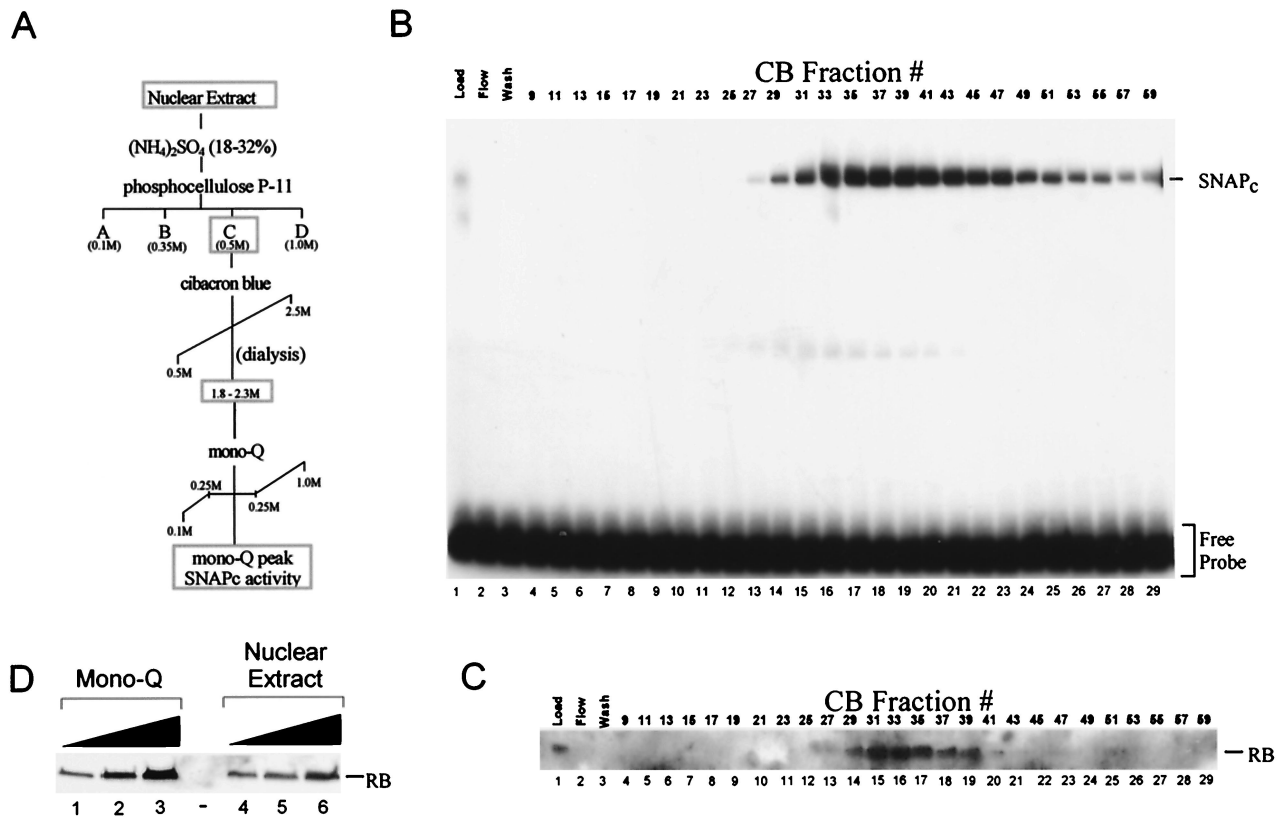 A
Nuclear Extract
(NH4)2SO4 (18-32%)
phosphocellulose P-11
A B C D
(0.1M) (0.35M) (0.5M) (1.0M)
cibacron blue
2.5M
(dialysis)
0.5M
1.8 - 2.3M
mono-Q
0.25M 1.0M
0.25M
0.1M
mono-Q peak
SNAPc activity
B
CB Fraction #
Load Flow Wash 9 11 13 15 17 19 21 23 25 27 29 31 33 35 37 39 41 43 45 47 49 51 53 55 57 59
SNAPc
Free
Probe
1 2 3 4 5 6 7 8 9 10 11 12 13 14 15 16 17 18 19 20 21 22 23 24 25 26 27 28 29
D
Mono-Q
Nuclear
Extract
RB
1 2 3 - 4 5 6
C
CB Fraction #
Load Flow Wash 9 11 13 15 17 19 21 23 25 27 29 31 33 35 37 39 41 43 45 47 49 51 53 55 57 59
RB
1 2 3 4 5 6 7 8 9 10 11 12 13 14 15 16 17 18 19 20 21 22 23 24 25 26 27 28 29